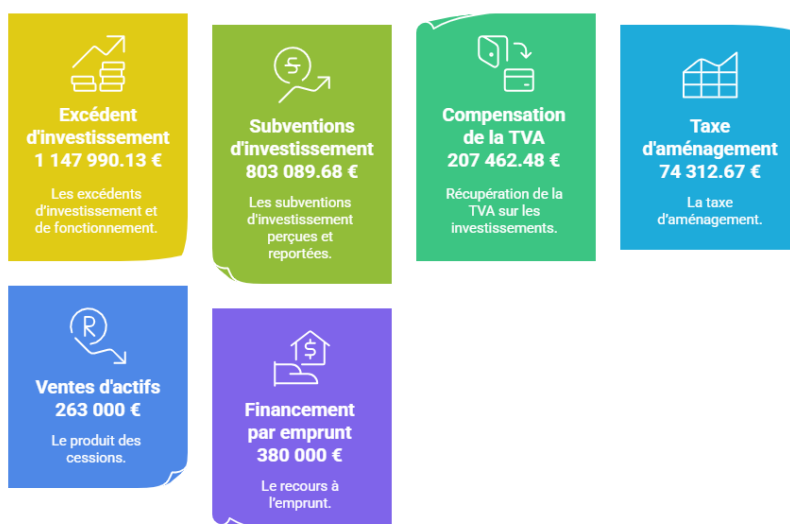 Excédent
d'investissement
1 147 990.13 €
Les excédents
d'investissement et
de fonctionnement.
Subventions
d'investissement
803 089.68 €
Les subventions
d'investissement
perçues et
reportées.
Compensation
de la TVA
207 462.48 €
Récupération de la
TVA sur les
investissements.
Taxe
d'aménagement
74 312.67 €
La taxe
d'aménagement.
Ventes d'actifs
263 000 €
Le produit des
cessions.
Financement
par emprunt
380 000 €
Le recours à
l'emprunt.